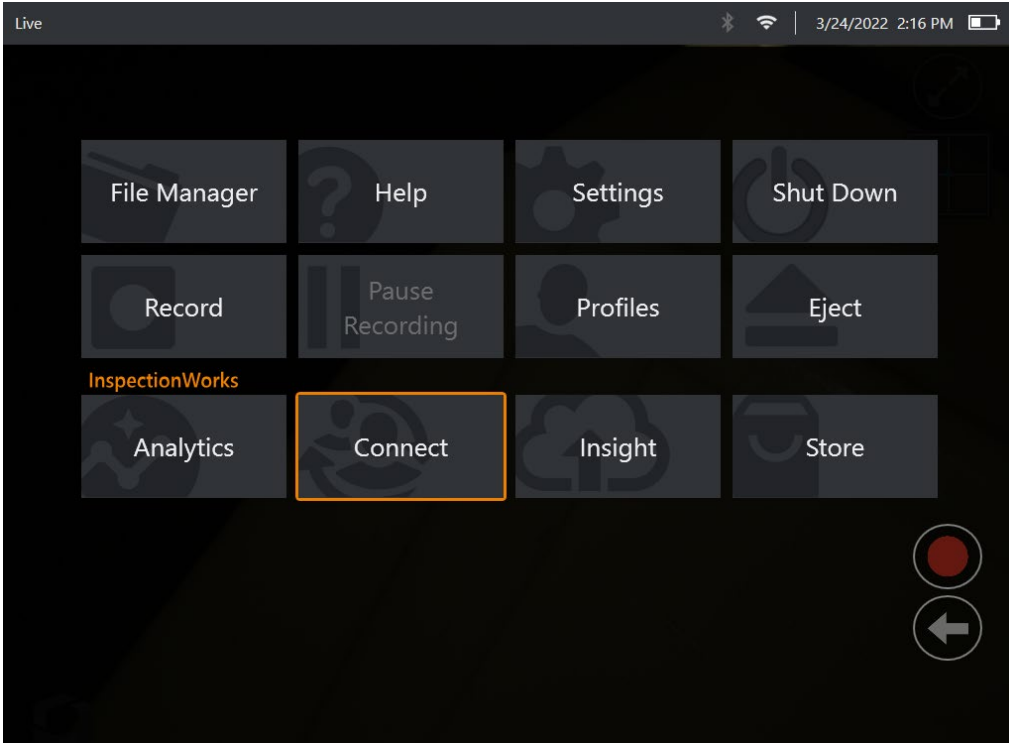 Live
3/24/2022 2:16 PM
File Manager
Help
Settings
Shut Down
Record
Pause
Recording
Profiles
Eject
InspectionWorks
Analytics
Connect
Insight
Store